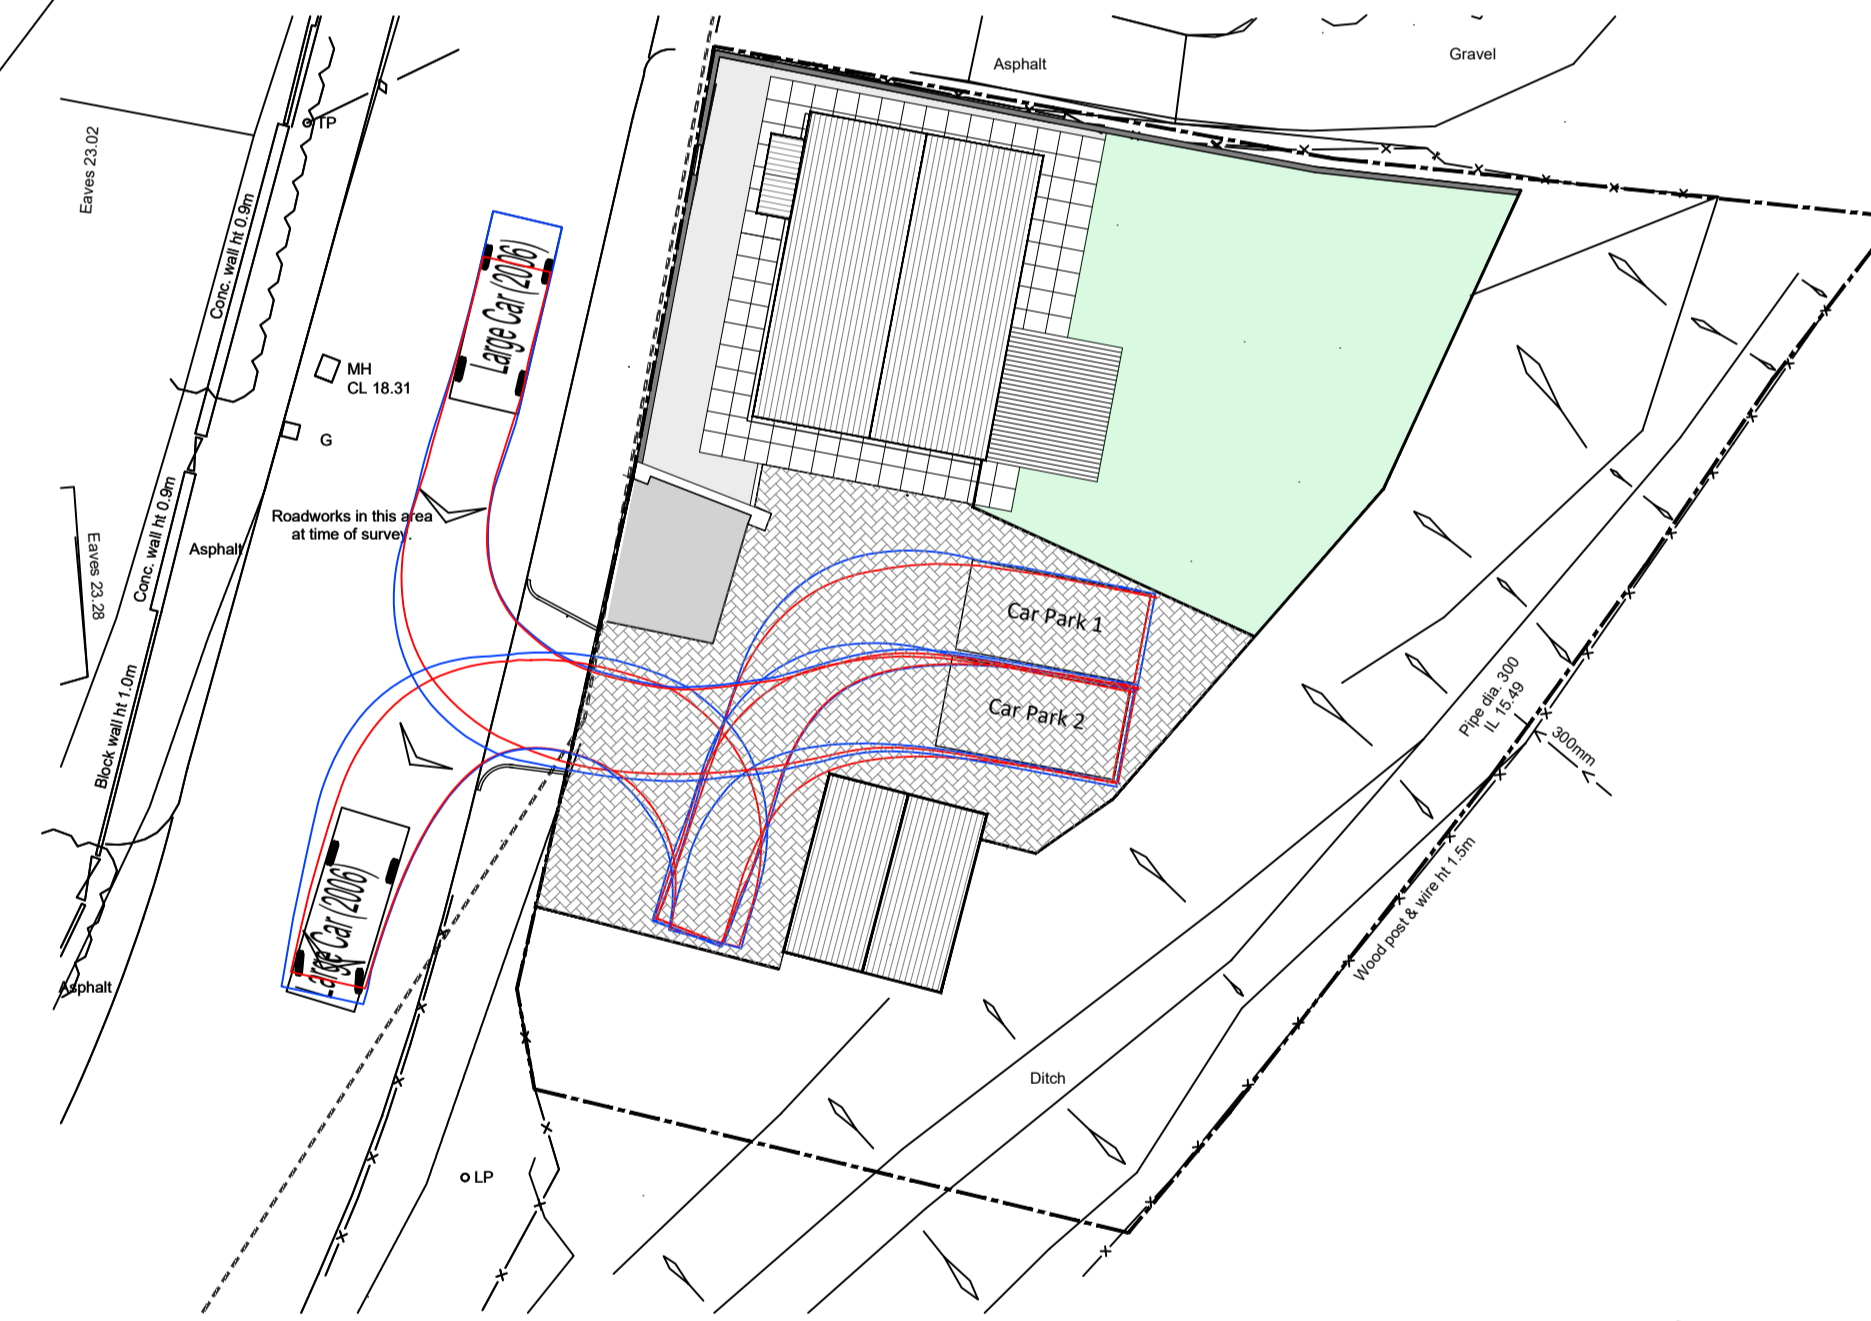 Asphalt
Gravel
TP
Eaves 23.02
Conc. wall ht 0.9m
Large Car (2006)
MH
CL 18.31
G
Roadworks in this area
at time of survey.
Conc. wall ht 0.9m
Asphalt
Eaves 23.28
Block wall ht 1.0m
Car Park 1
Car Park 2
Pipe dia. 300
IL 15.49
300mm
Wood post & wire ht 1.5m
Large Car (2006)
Asphalt
Ditch
LP